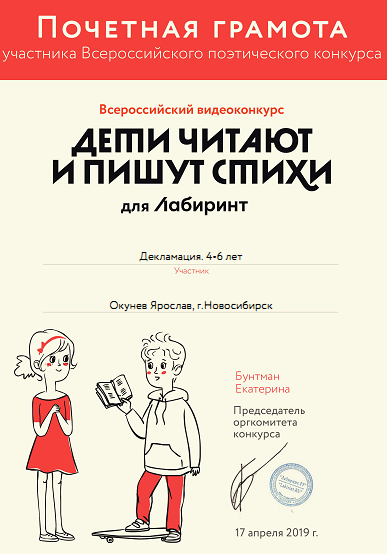 Почетная грамота
участника Всероссийского поэтического конкурса
Всероссийский видеоконкурс
ДЕТИ ЧИТАЮТ
И ПИШУТ СТИХИ
для Лабиринт
Декламация. 4-6 лет
Участник
Окунев Ярослав, г.Новосибирск
Бунтман
Екатерина
Председатель
оргкомитета
конкурса
17 апреля 2019 г.